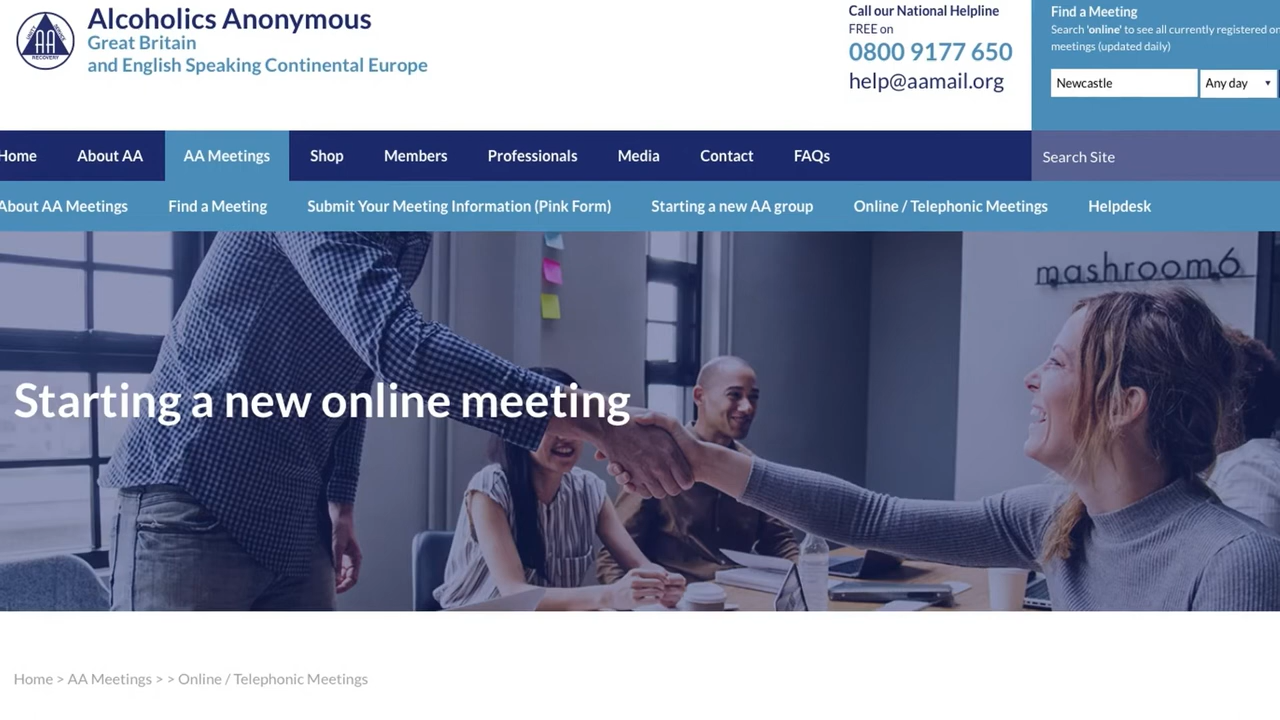 Alcoholics Anonymous
Great Britain
and English Speaking Continental Europe
AA
RECOVERY
Call our National Helpline
FREE on
0800 9177 650
help@aamail.org
Find a Meeting
Search 'online' to see all currently registered on
meetings (updated daily)
Newcastle Any day
Home About AA AA Meetings Shop Members Professionals Media Contact FAQs Search Site
About AA Meetings Find a Meeting Submit Your Meeting Information (Pink Form) Starting a new AA group Online / Telephonic Meetings Helpdesk
mashroom6
Starting a new online meeting
Home > AA Meetings > > Online / Telephonic Meetings